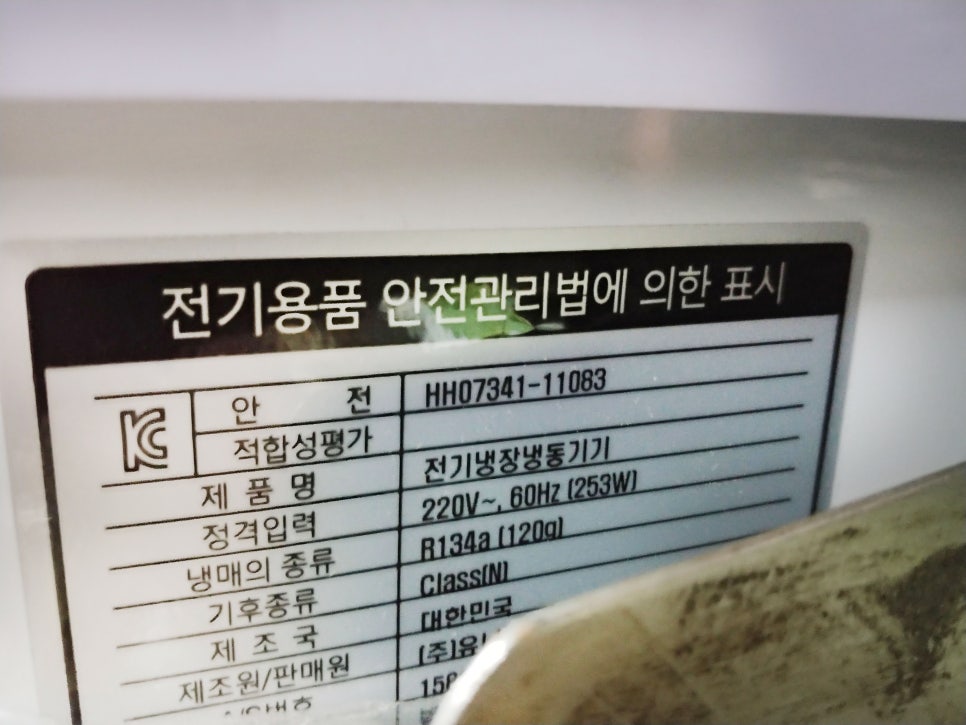 전기용품 안전관리법에 의한 표시
KC 안 전 HH07341-11083
적합성평가
제 품 명 전기냉장냉동기기
정격입력 220V~, 60Hz (253W)
냉매의 종류 R134a (120g)
기후종류 Class(N)
제 조 국 대한민국
제조원/판매원